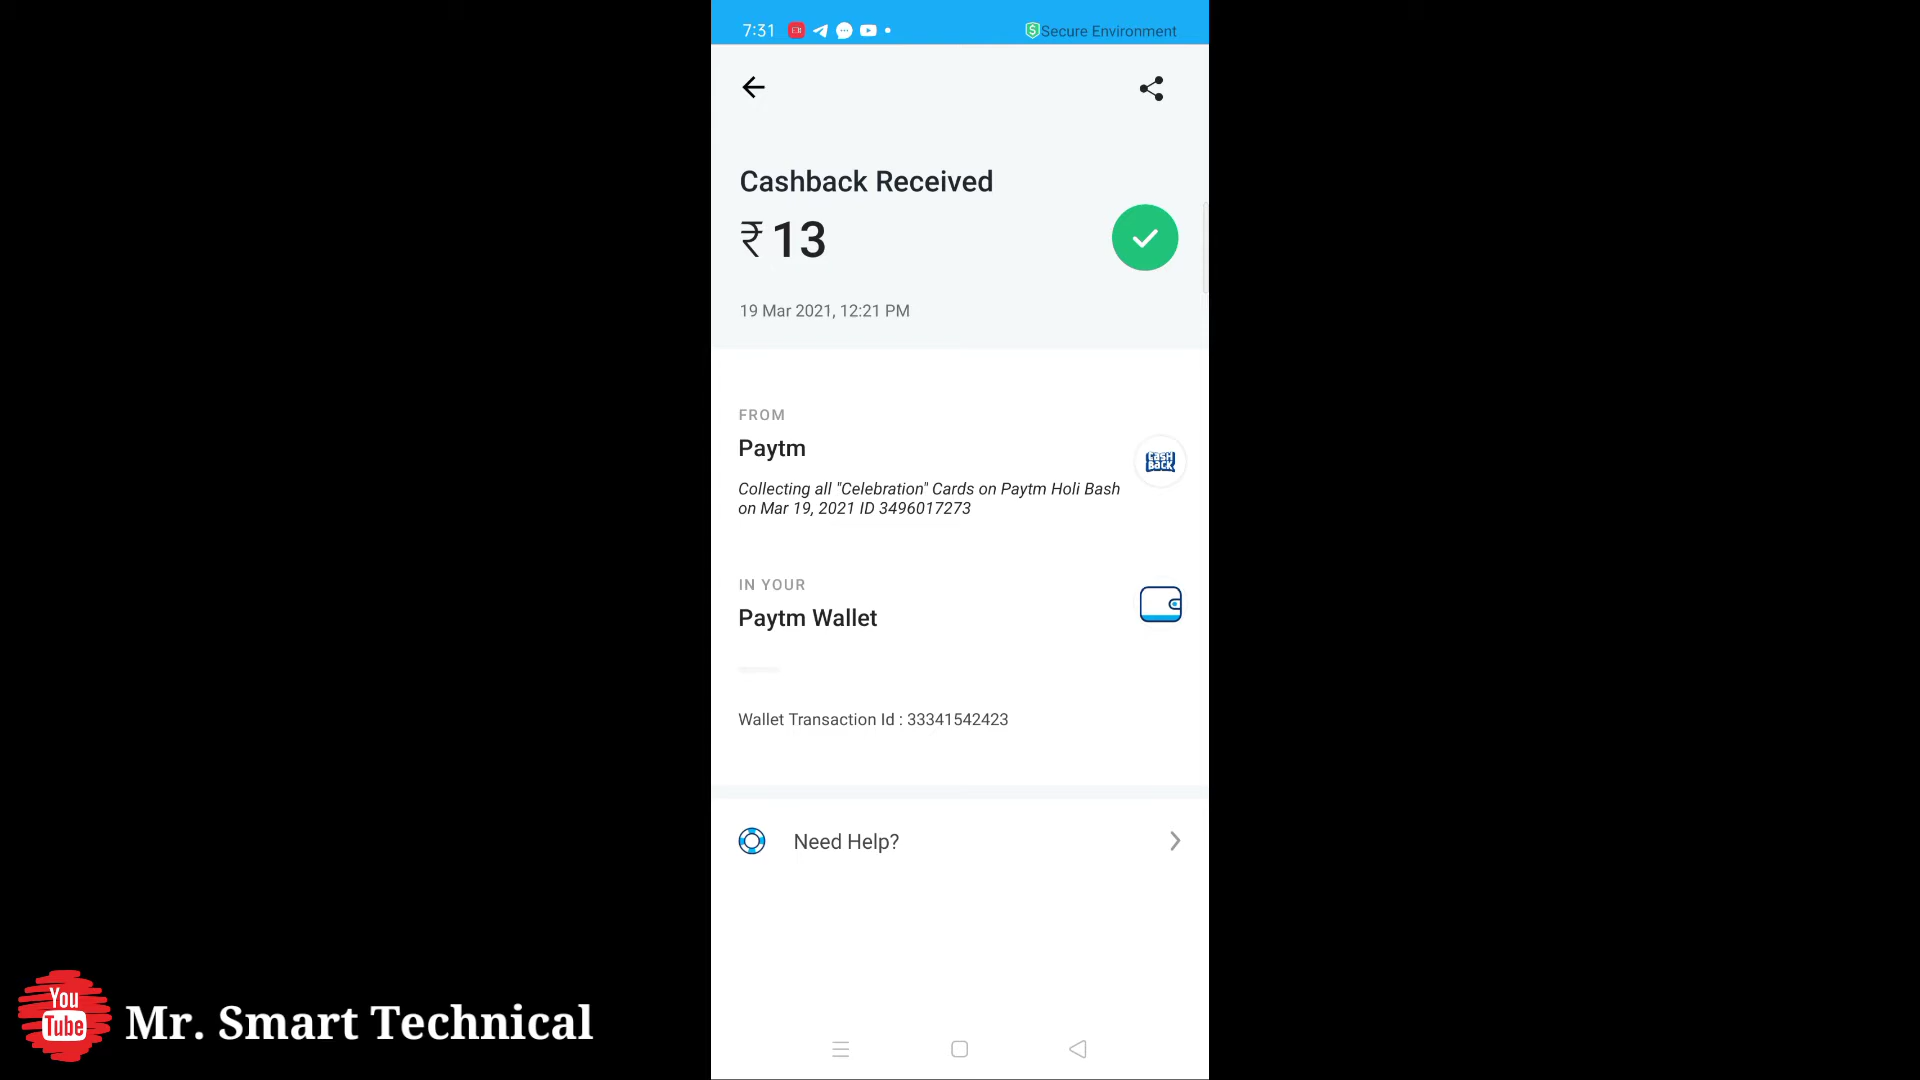 7:31
Secure Environment
Cashback Received
₹13
19 Mar 2021, 12:21 PM
FROM
Paytm
CASH
BACK
Collecting all "Celebration" Cards on Paytm Holi Bash
on Mar 19, 2021 ID 3496017273
IN YOUR
Paytm Wallet
Wallet Transaction Id : 33341542423
Need Help?
You
Tube
Mr. Smart Technical